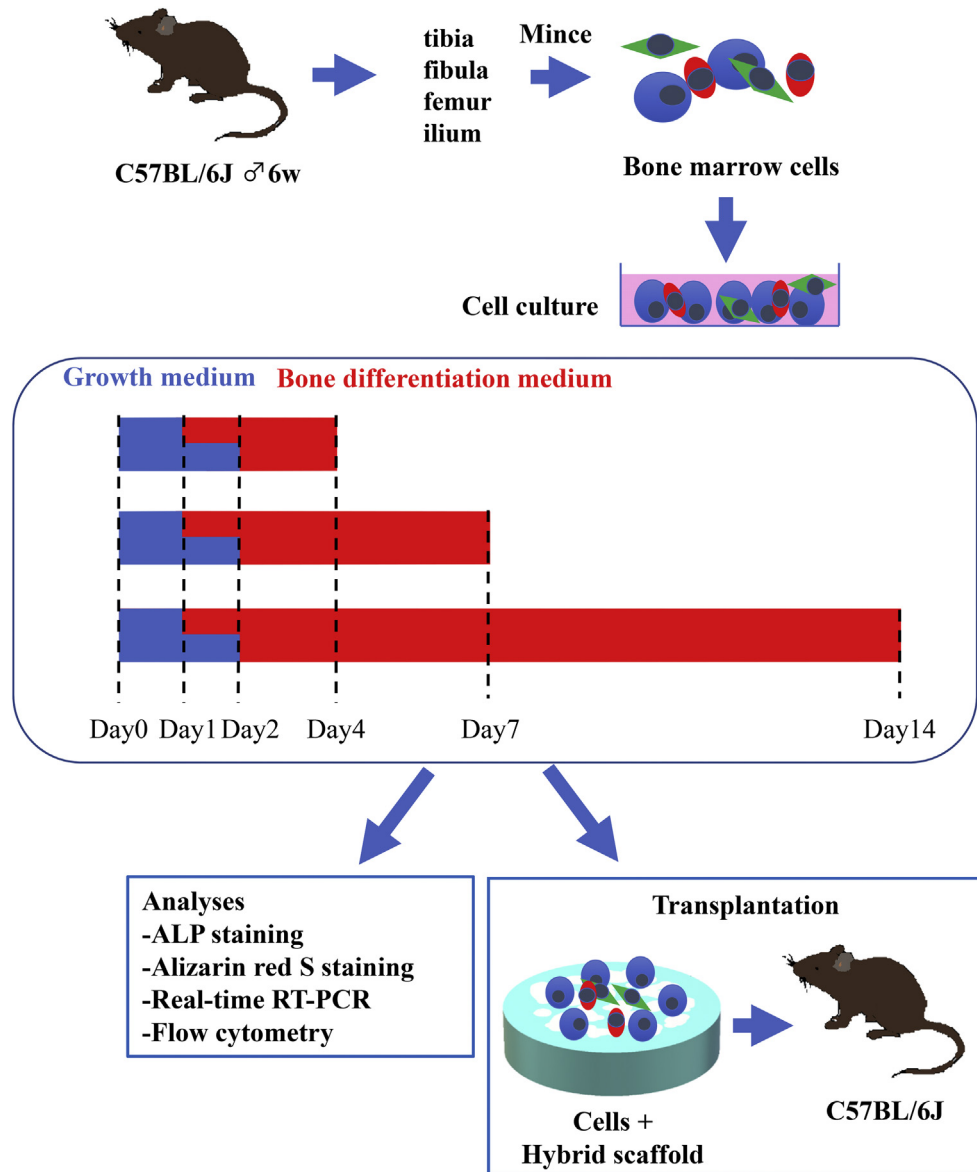 tibia
fibula
femur
ilium
Mince
C57BL/6J ♂6w
Bone marrow cells
Cell culture
Growth medium
Bone differentiation medium
Day0
Day1
Day2
Day4
Day7
Day14
Analyses
-ALP staining
-Alizarin red S staining
-Real-time RT-PCR
-Flow cytometry
Transplantation
Cells +
Hybrid scaffold
C57BL/6J